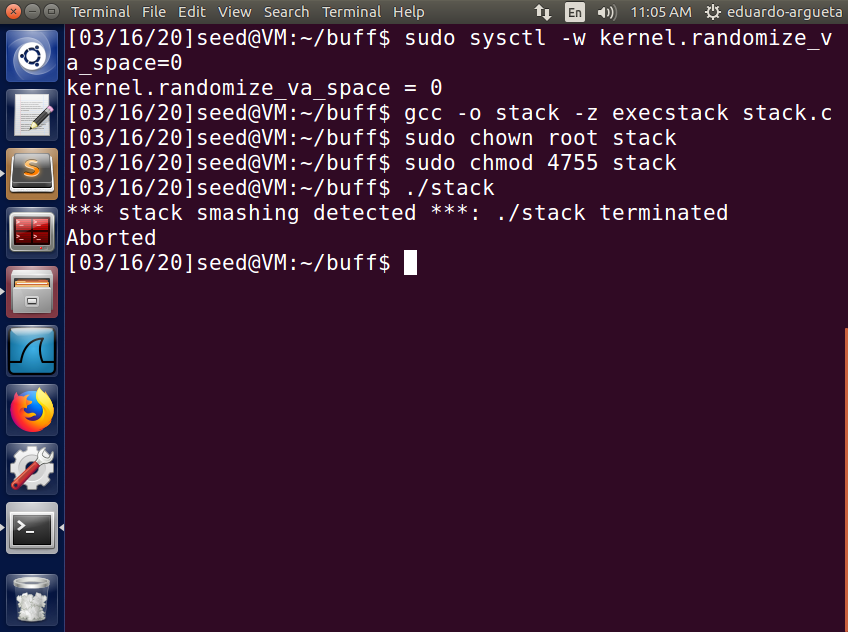 Terminal File Edit View Search Terminal Help En 11:05 AM eduardo-argueta
[03/16/20]seed@VM:~/buff$ sudo sysctl -w kernel.randomize_v
a_space=0
kernel.randomize_va_space = 0
[03/16/20]seed@VM:~/buff$ gcc -o stack -z execstack stack.c
[03/16/20]seed@VM:~/buff$ sudo chown root stack
[03/16/20]seed@VM:~/buff$ sudo chmod 4755 stack
[03/16/20]seed@VM:~/buff$ ./stack
*** stack smashing detected ***: ./stack terminated
Aborted
[03/16/20]seed@VM:~/buff$